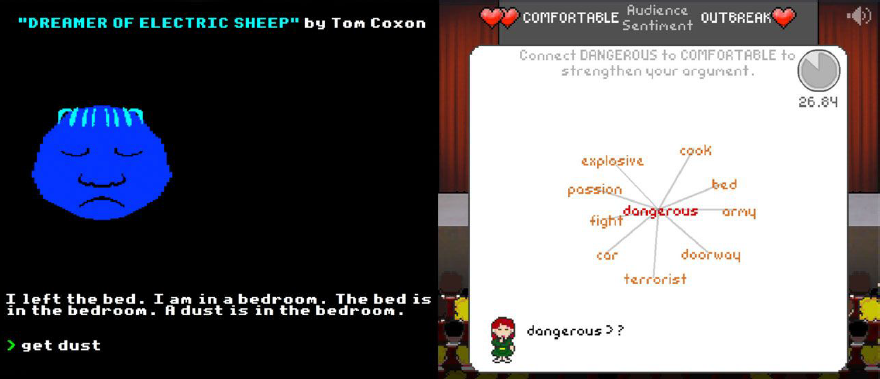 "DREAMER OF ELECTRIC SHEEP" by Tom Coxon
I left the bed. I am in a bedroom. The bed is
in the bedroom. A dust is in the bedroom.
> get dust
COMFORTABLE Audience Sentiment OUTBREAK
Connect DANGEROUS to COMFORTABLE to
strengthen your argument.
26.84
cook
explosive
bed
passion
dangerous
army
fight
car
doorway
terrorist
dangerous > ?